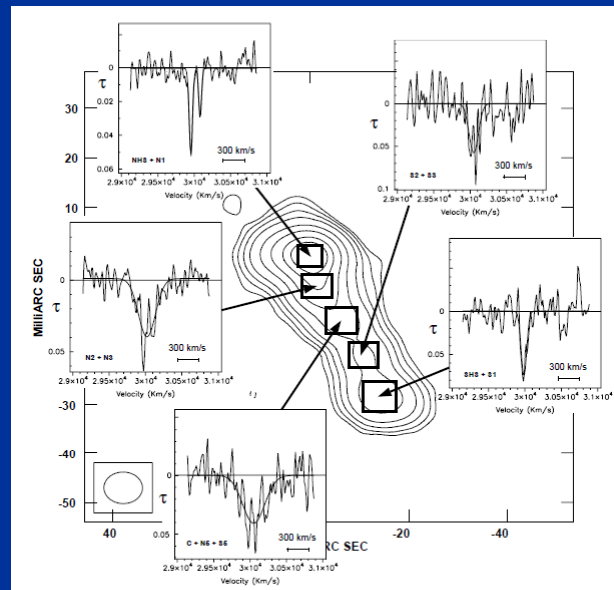 τ
0
0.02
0.04
0.06
NHS + N1
300 km/s
2.9×10⁴ 2.95×10⁴ 3×10⁴ 3.05×10⁴ 3.1×10⁴
Velocity (Km/s)
τ
0
0.05
0.1
S2 + S3
300 km/s
2.9×10⁴ 2.95×10⁴ 3×10⁴ 3.05×10⁴ 3.1×10⁴
Velocity (Km/s)
30
20
10
MilliARC SEC
-30
-40
-50
0
τ
0.05
N2 + N3
300 km/s
2.9×10⁴ 2.95×10⁴ 3×10⁴ 3.05×10⁴ 3.1×10⁴
Velocity (Km/s)
0
τ
0.05
SHS + S1
300 km/s
2.9×10⁴ 2.95×10⁴ 3×10⁴ 3.05×10⁴ 3.1×10⁴
Velocity (Km/s)
0
τ
0.05
300 km/s
2.9×10⁴ 2.95×10⁴ 3×10⁴ 3.05×10⁴ 3.1×10⁴
Velocity (Km/s)
40
-20
-40
RC SEC